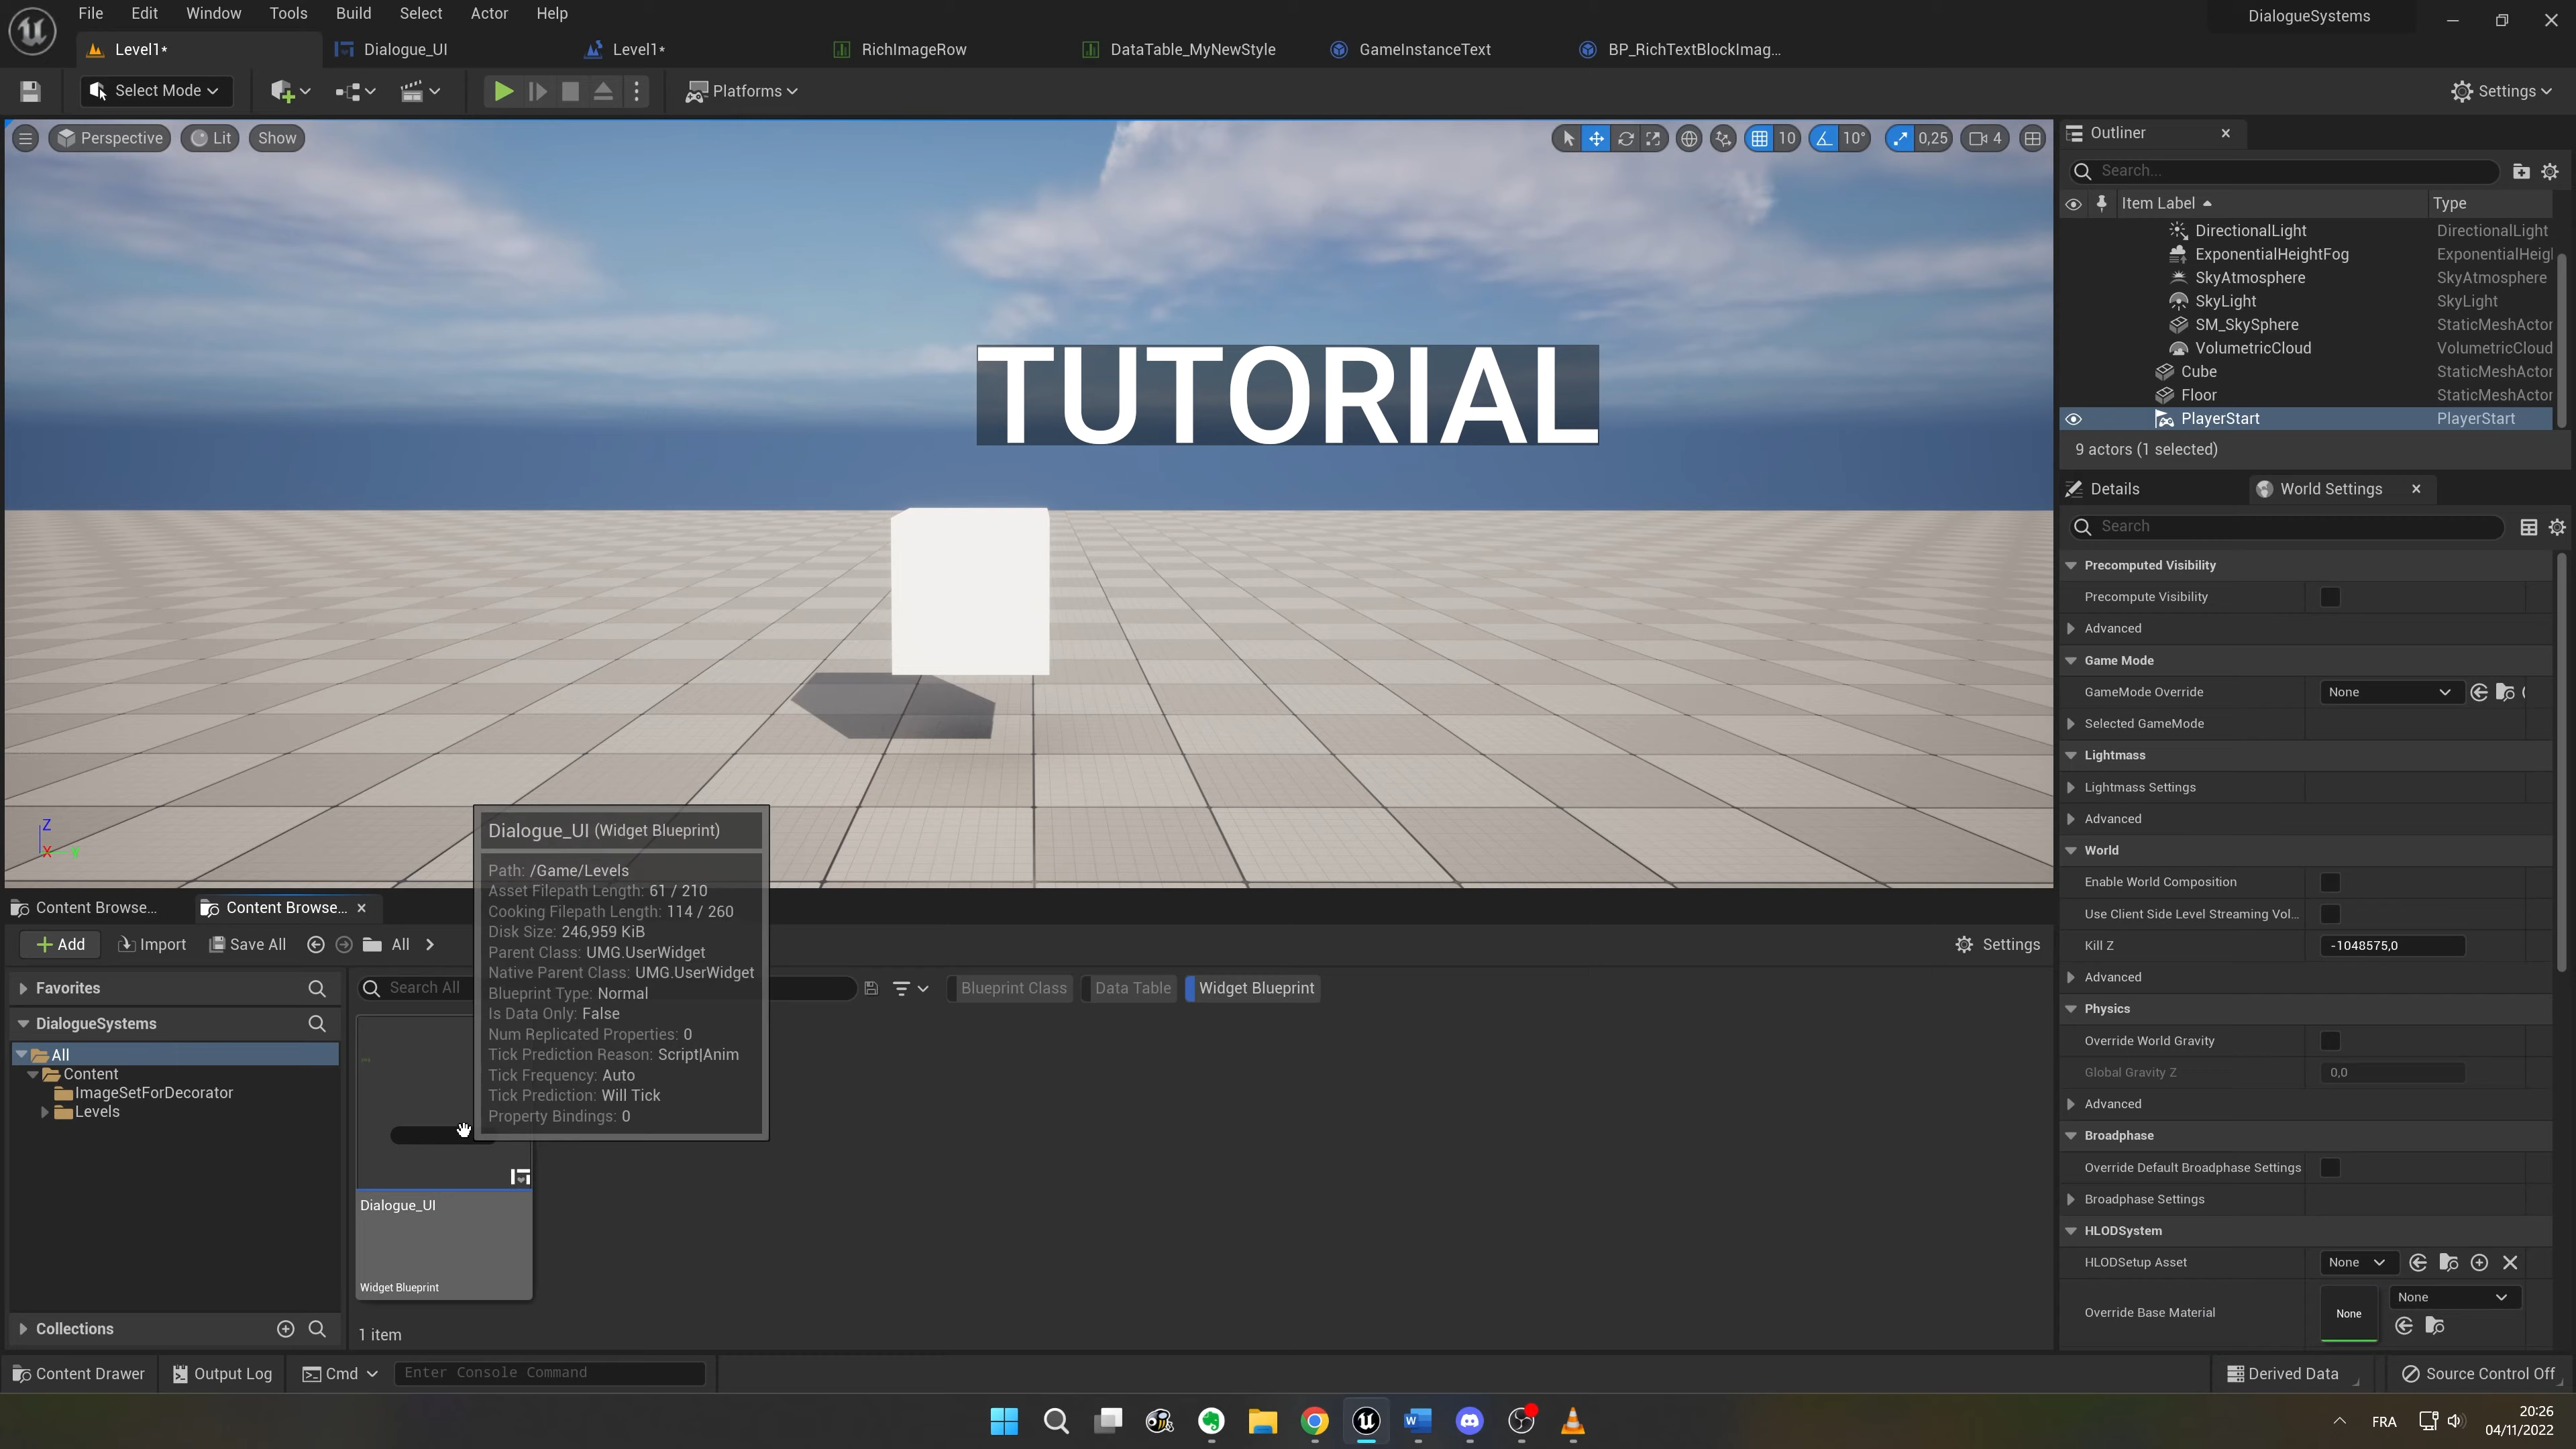 File Edit Window Tools Build Select Actor Help
DialogueSystems
Level1* Dialogue_UI Level1* RichImageRow DataTable_MyNewStyle GameInstanceText BP_RichTextBlockImag...
Select Mode Platforms Settings
Perspective Lit Show 10 10° 0,25 4
TUTORIAL
Outliner
Search...
Item Label Type
DirectionalLight DirectionalLight
ExponentialHeightFog ExponentialHeigl
SkyAtmosphere SkyAtmosphere
SkyLight SkyLight
SM_SkySphere StaticMeshActor
VolumetricCloud VolumetricCloud
Cube StaticMeshActor
Floor StaticMeshActor
PlayerStart PlayerStart
9 actors (1 selected)
Details World Settings
Search
Precomputed Visibility
Precompute Visibility
Advanced
Game Mode
GameMode Override None
Selected GameMode
Lightmass
Lightmass Settings
Advanced
World
Enable World Composition
Use Client Side Level Streaming Vol...
Kill Z -1048575,0
Advanced
Physics
Override World Gravity
Global Gravity Z 0,0
Advanced
Broadphase
Override Default Broadphase Settings
Broadphase Settings
HLODSystem
HLODSetup Asset None
Override Base Material None None
Z
X Y
Dialogue_UI (Widget Blueprint)
Path: /Game/Levels
Asset Filepath Length: 61 / 210
Cooking Filepath Length: 114 / 260
Disk Size: 246,959 KiB
Parent Class: UMG.UserWidget
Native Parent Class: UMG.UserWidget
Blueprint Type: Normal
Is Data Only: False
Num Replicated Properties: 0
Tick Prediction Reason: Script|Anim
Tick Frequency: Auto
Tick Prediction: Will Tick
Property Bindings: 0
Content Browse... Content Browse...
Add Import Save All All Settings
Favorites
DialogueSystems
All
Content
ImageSetForDecorator
Levels
Collections
Search All Blueprint Class Data Table Widget Blueprint
Dialogue_UI
Widget Blueprint
1 item
Content Drawer Output Log Cmd Enter Console Command Derived Data Source Control Off
FRA 20:26
04/11/2022